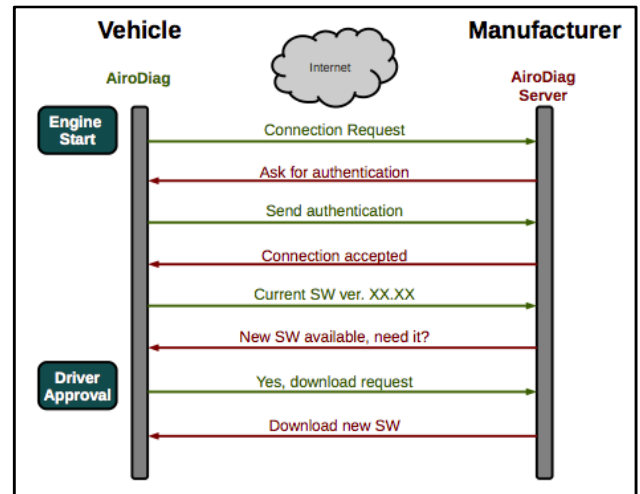 Vehicle
Manufacturer
Internet
AiroDiag
AiroDiag
Server
Engine
Start
Connection Request
Ask for authentication
Send authentication
Connection accepted
Current SW ver. XX.XX
New SW available, need it?
Driver
Approval
Yes, download request
Download new SW